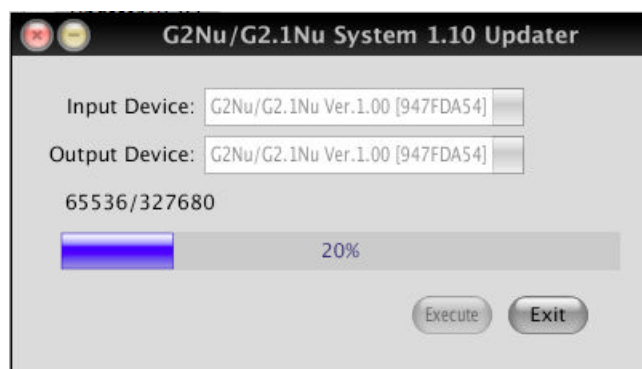 G2Nu/G2.1Nu System 1.10 Updater
Input Device: G2Nu/G2.1Nu Ver.1.00 [947FDA54]
Output Device: G2Nu/G2.1Nu Ver.1.00 [947FDA54]
65536/327680
20%
Execute Exit